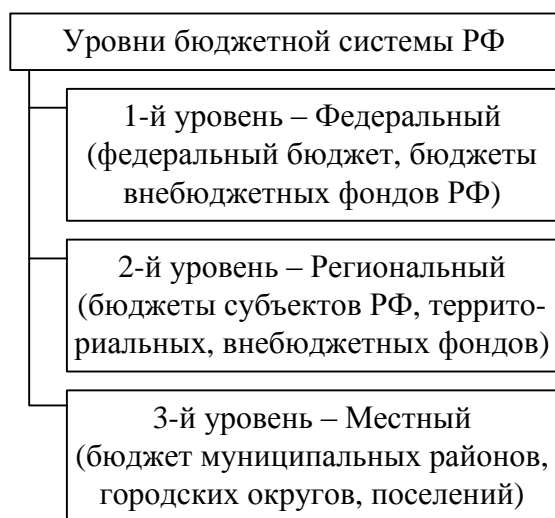 Уровни бюджетной системы РФ
1-й уровень – Федеральный
(федеральный бюджет, бюджеты
внебюджетных фондов РФ)
2-й уровень – Региональный
(бюджеты субъектов РФ, террито-
риальных, внебюджетных фондов)
3-й уровень – Местный
(бюджет муниципальных районов,
городских округов, поселений)